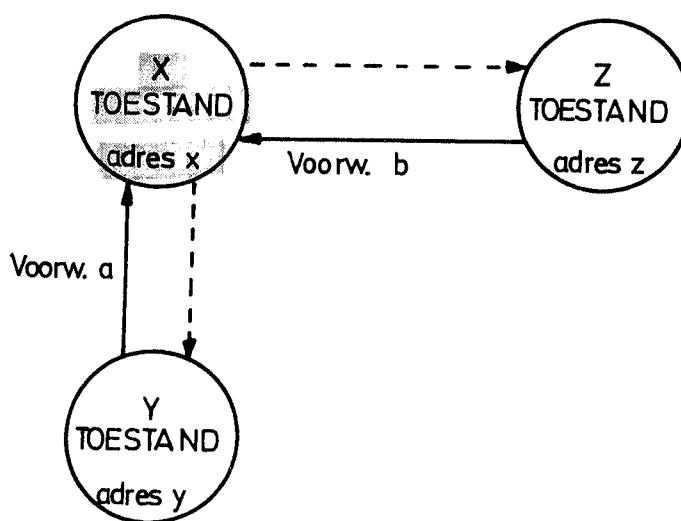 X
TOESTAND
adres x
Z
TOESTAND
adres z
Voorw. b
Voorw. a
Y
TOESTAND
adres y